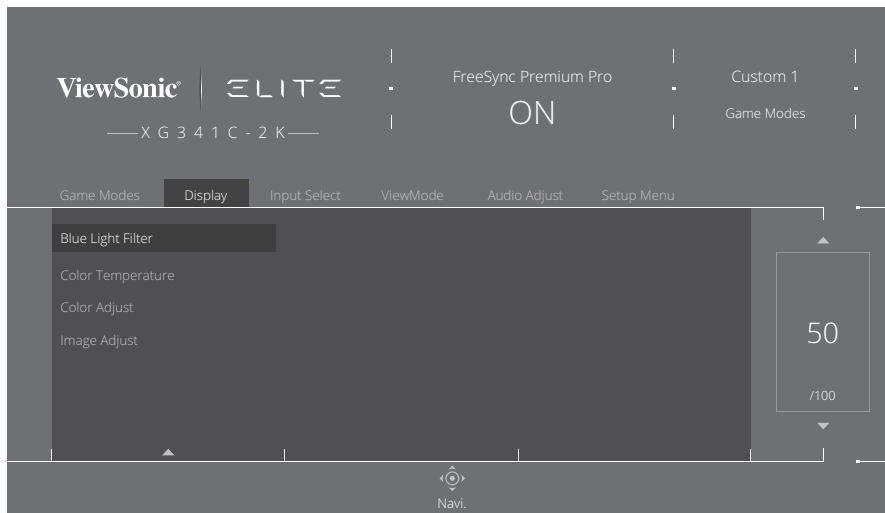 ViewSonic® ELITE
XG341C-2K
FreeSync Premium Pro
ON
Custom 1
Game Modes
Game Modes Display Input Select ViewMode Audio Adjust Setup Menu
Blue Light Filter
Color Temperature
Color Adjust
Image Adjust
50
/100
Navi.